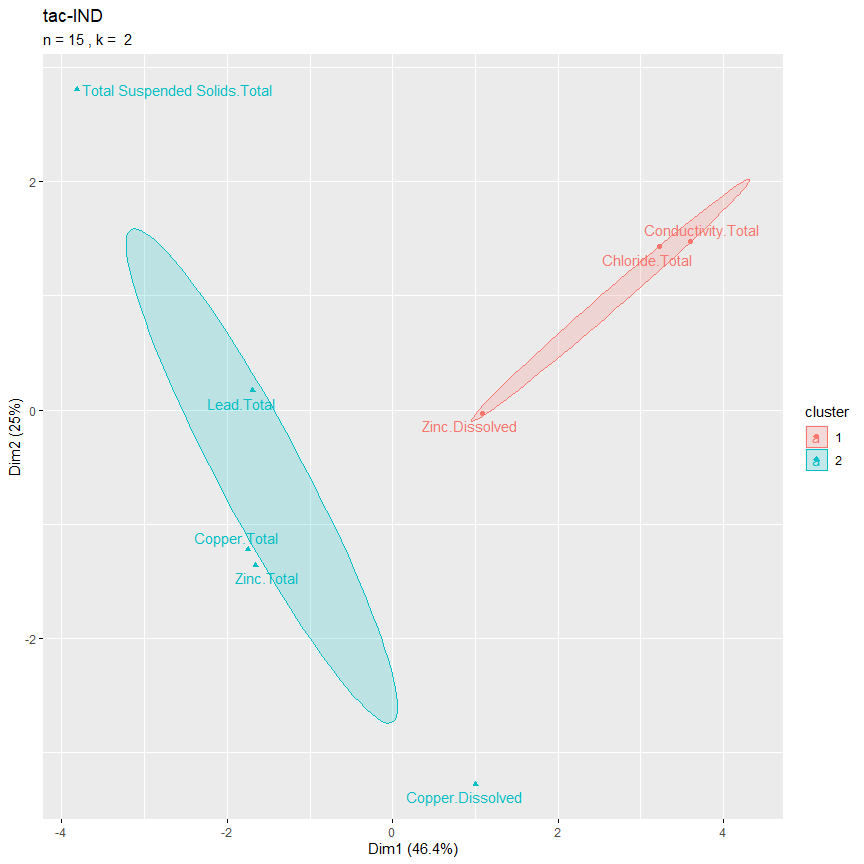 tac-IND
n = 15 , k =  2
Total Suspended Solids.Total
2
Conductivity.Total
Chloride.Total
Lead.Total
0
Zinc.Dissolved
cluster
1
2
Dim2 (25%)
Copper.Total
Zinc.Total
-2
Copper.Dissolved
-4
-2
0
2
4
Dim1 (46.4%)